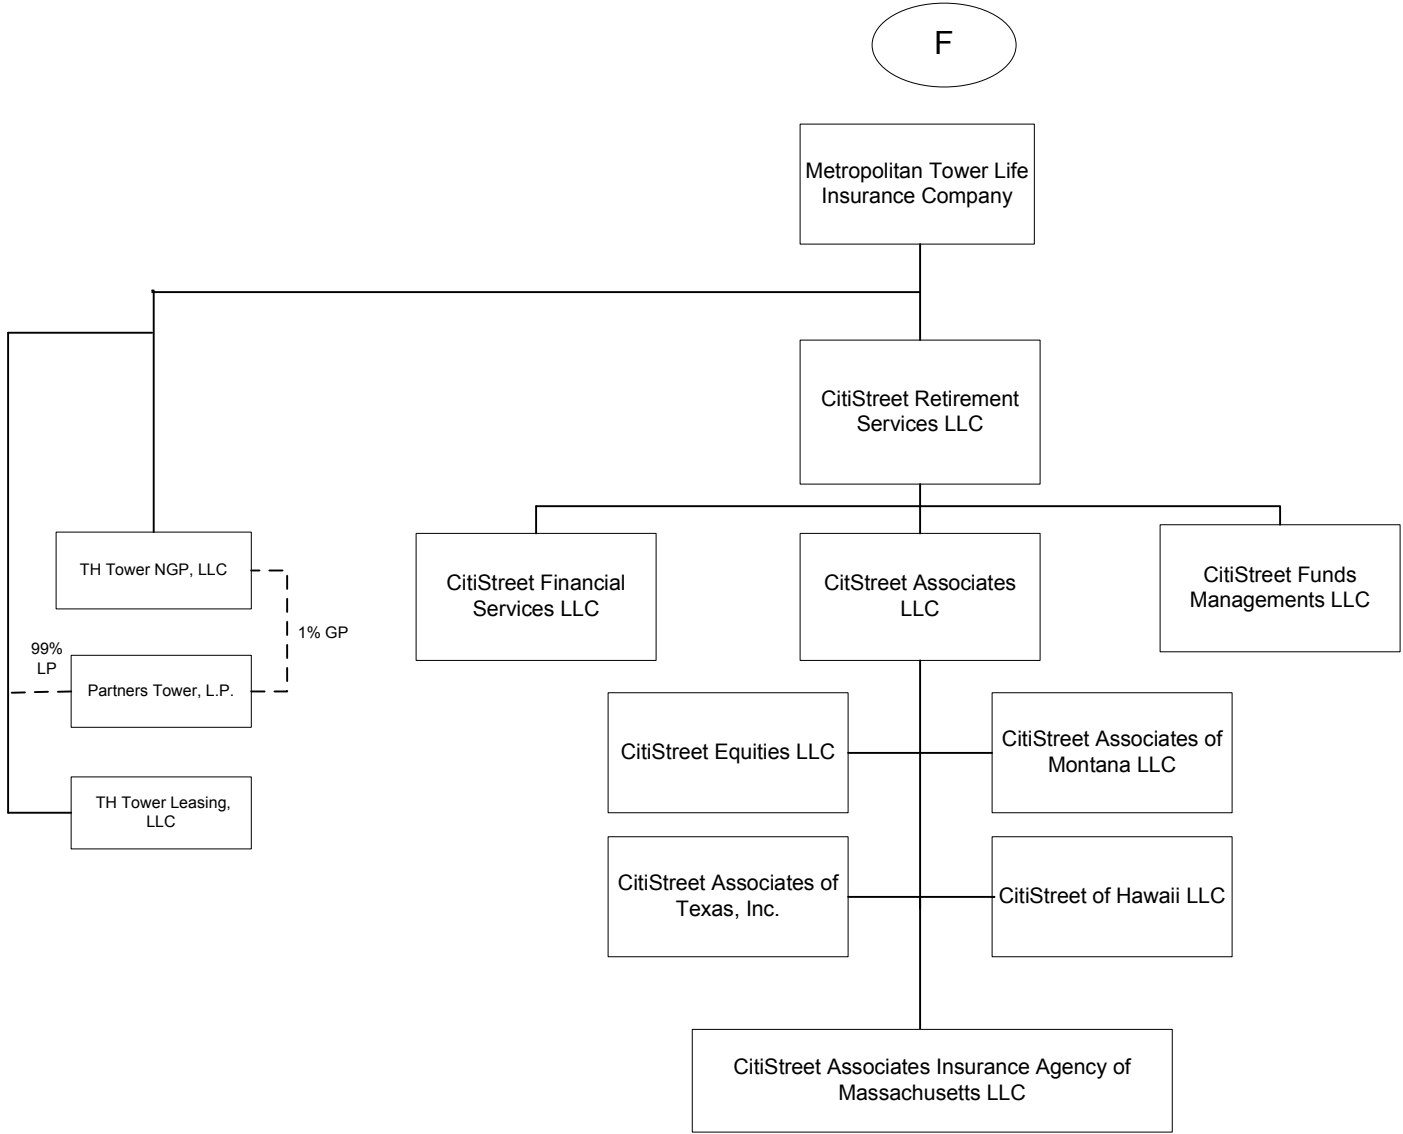 F
Metropolitan Tower Life
Insurance Company
CitiStreet Retirement
Services LLC
TH Tower NGP, LLC
1% GP
99%
LP
Partners Tower, L.P.
TH Tower Leasing,
LLC
CitiStreet Financial
Services LLC
CitStreet Associates
LLC
CitiStreet Funds
Managements LLC
CitiStreet Equities LLC
CitiStreet Associates of
Montana LLC
CitiStreet Associates of
Texas, Inc.
CitiStreet of Hawaii LLC
CitiStreet Associates Insurance Agency of
Massachusetts LLC